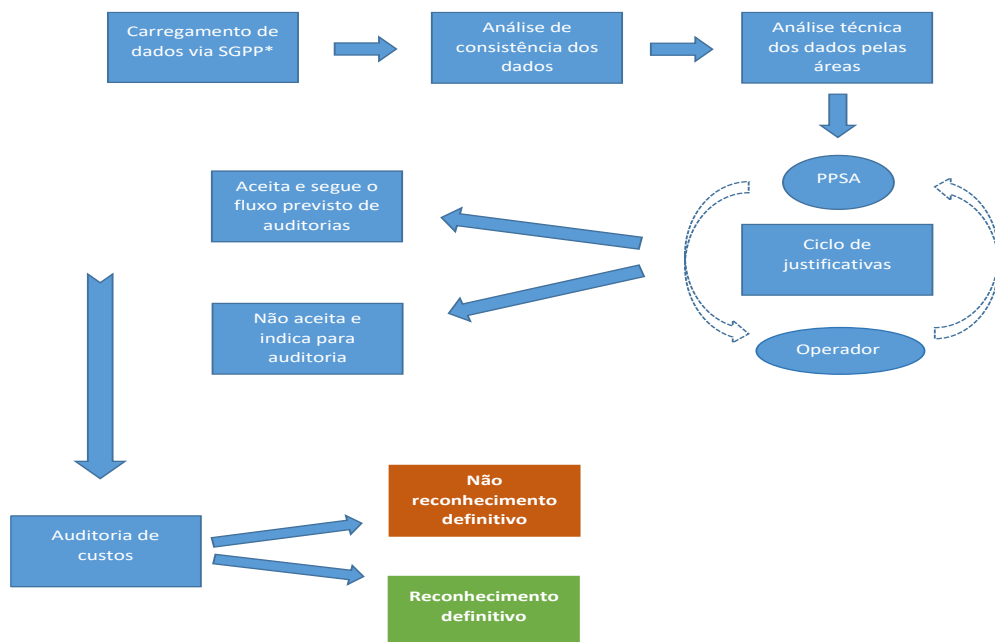 Carregamento de
dados via SGPP*
Análise de
consistência dos
dados
Análise técnica
dos dados pelas
áreas
PPSA
Aceita e segue o
fluxo previsto de
auditorias
Ciclo de
justificativas
Não aceita e
indica para
auditoria
Operador
Não
reconhecimento
definitivo
Auditoria de
custos
Reconhecimento
definitivo